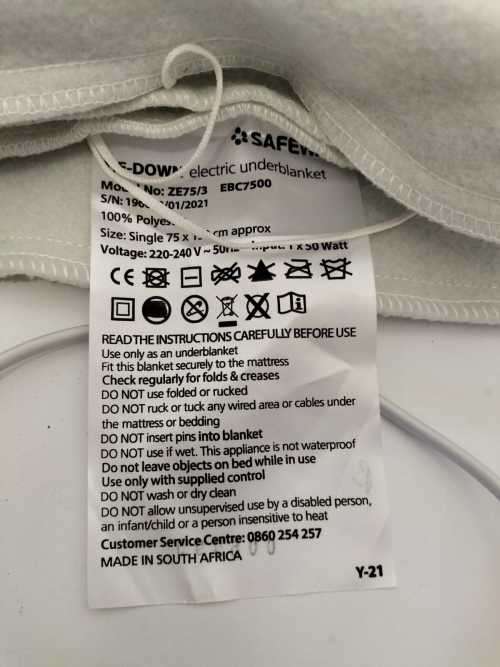 SAFEW
-DOWN electric underblanket
No: ZE75/3 EBC7500
S/N: /01/2021
100%
Size: Single 75 x cm approx
Voltage: 220-240 V ~ 1 x 50 Watt
CE
READ THE INSTRUCTIONS CAREFULLY BEFORE USE
Use only as an underblanket
Fit this blanket securely to the mattress
Check regularly for folds & creases
DO NOT use folded or rucked
DO NOT ruck or tuck any wired area or cables under
the mattress or bedding
DO NOT insert pins into blanket
DO NOT use if wet. This appliance is not waterproof
Do not leave objects on bed while in use
Use only with supplied control
DO NOT wash or dry clean
DO NOT allow unsupervised use by a disabled person,
an infant/child or a person insensitive to heat
Customer Service Centre: 0860 254 257
MADE IN SOUTH AFRICA
Y-21